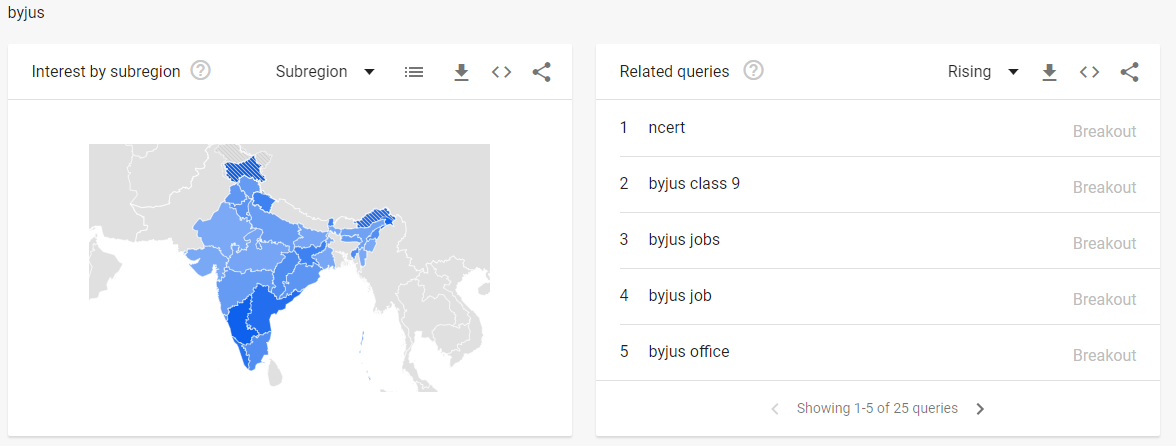 byjus
Interest by subregion ? Subregion
Related queries ? Rising
1 ncert Breakout
2 byjus class 9 Breakout
3 byjus jobs Breakout
4 byjus job Breakout
5 byjus office Breakout
Showing 1-5 of 25 queries